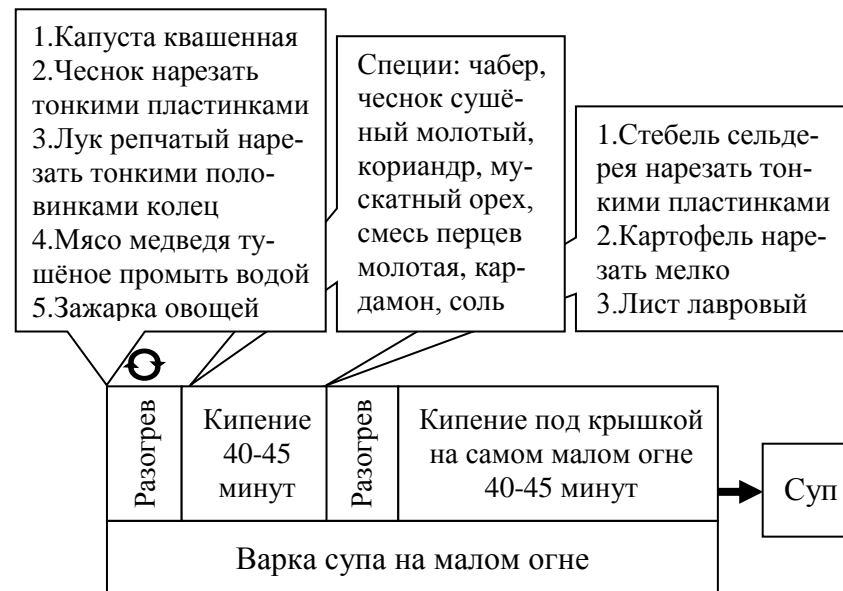 1.Капуста квашенная
2.Чеснок нарезать
тонкими пластинками
3.Лук репчатый наре-
зать тонкими поло-
винками колец
4.Мясо медведя ту-
шёное промыть водой
5.Зажарка овощей
Специи: чабер,
чеснок сушё-
ный молотый,
кориандр, му-
скатный орех,
смесь перцев
молотая, кар-
дамон, соль
1.Стебель сельде-
рея нарезать тон-
кими пластинками
2.Картофель наре-
зать мелко
3.Лист лавровый
Разогрев
Кипение
40-45
минут
Разогрев
Кипение под крышкой
на самом малом огне
40-45 минут
Суп
Варка супа на малом огне